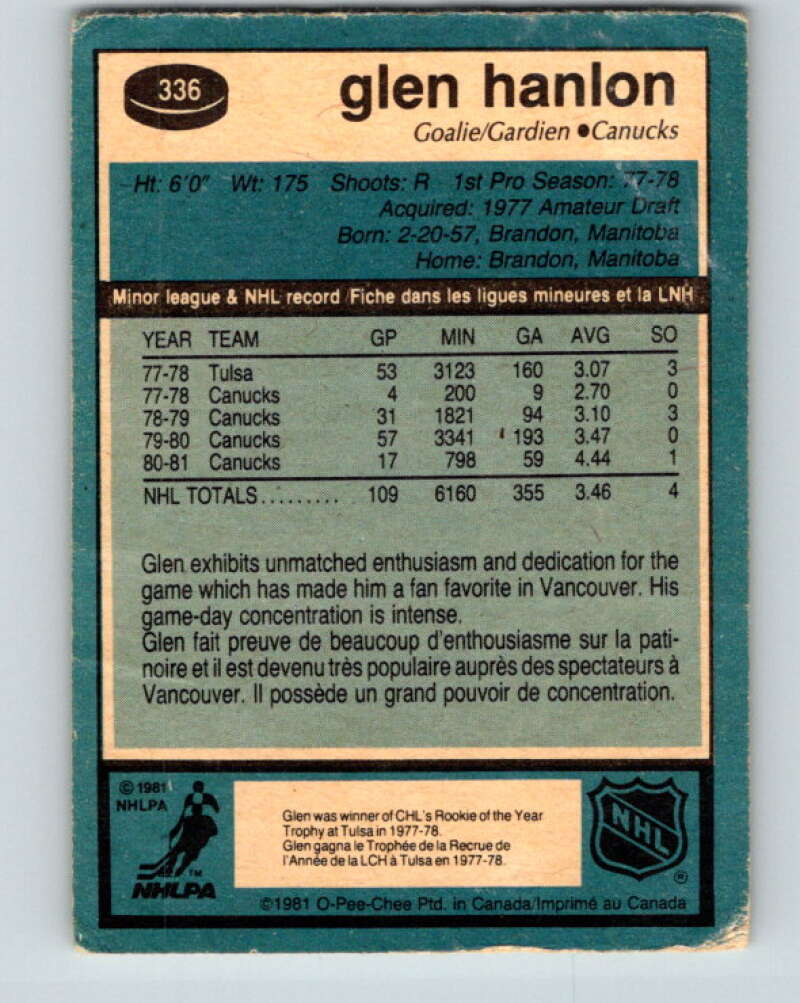 336
glen hanlon
Goalie/Gardien ●Canucks
Ht: 6'0" Wt: 175 Shoots: R 1st Pro Season: 77-78
Acquired: 1977 Amateur Draft
Born: 2-20-57, Brandon, Manitoba
Home: Brandon, Manitoba
Minor league & NHL record/Fiche dans les ligues mineures et la LNH
YEAR TEAM GP MIN GA AVG SO
77-78 Tulsa 53 3123 160 3.07 3
77-78 Canucks 4 200 9 2.70 0
78-79 Canucks 31 1821 94 3.10 3
79-80 Canucks 57 3341 193 3.47 0
80-81 Canucks 17 798 59 4.44 1
NHL TOTALS......... 109 6160 355 3.46 4
Glen exhibits unmatched enthusiasm and dedication for the
game which has made him a fan favorite in Vancouver. His
game-day concentration is intense.
Glen fait preuve de beaucoup d'enthousiasme sur la pati-
noire et il est devenu très populaire auprès des spectateurs à
Vancouver. Il possède un grand pouvoir de concentration.
©1981
NHLPA
TM
NHLPA
Glen was winner of CHL's Rookie of the Year
Trophy at Tulsa in 1977-78.
Glen gagna le Trophée de la Recrue de
l'Année de la LCH à Tulsa en 1977-78.
NHL
®
©1981 O-Pee-Chee Ptd. in Canada/Imprimé au Canada